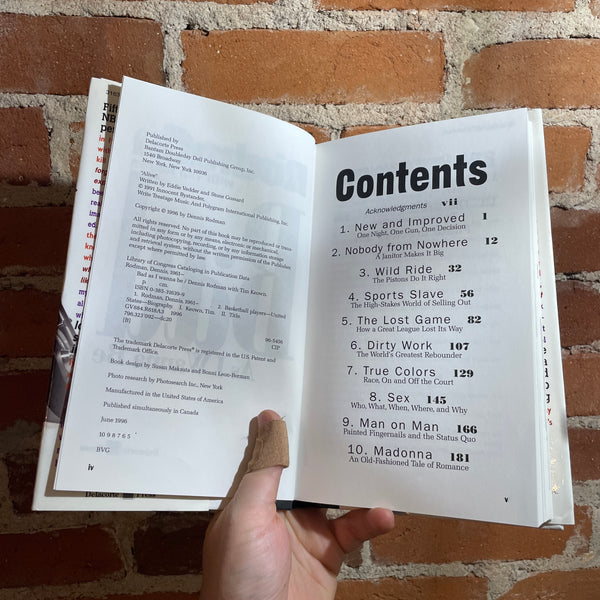 Published by
Delacorte Press
Bantam Doubleday Dell Publishing Group, Inc.
1540 Broadway
New York, New York 10036
"Alive"
Written by Eddie Vedder and Stone Gossard
© 1991 Innocent Bystander,
Write Treatage Music And Polygram International Publishing, Inc.
Copyright © 1996 by Dennis Rodman
All rights reserved. No part of this book may be reproduced or trans-
mitted in any form or by any means, electronic or mechanical,
including photocopying, recording, or by any information storage
and retrieval system, without the written permission of the Publisher,
except where permitted by law.
Library of Congress Cataloging in Publication Data
Rodman, Dennis, 1961–
Bad as I wanna be / Dennis Rodman with Tim Keown.
p. cm.
ISBN 0-385-31639-9
1. Rodman, Dennis, 1961– 2. Basketball players—United
States—Biography I. Keown, Tim. II. Title.
GV884.R618A3 1996
796.323'092—dc20
[B] 96-5496
CIP
The trademark Delacorte Press® is registered in the U.S. Patent and
Trademark Office.
Book design by Susan Maksuta and Bonni Leon-Berman
Photo research by Photosearch Inc., New York
Manufactured in the United States of America
Published simultaneously in Canada
June 1996
10 9 8 7 6 5
BVG
iv
Delacorte Press
Contents
Acknowledgments vii
1. New and Improved 1
One Night, One Gun, One Decision
2. Nobody from Nowhere 12
A Janitor Makes It Big
3. Wild Ride 32
The Pistons Do It Right
4. Sports Slave 56
The High-Stakes World of Selling Out
5. The Lost Game 82
How a Great League Lost Its Way
6. Dirty Work 107
The World's Greatest Rebounder
7. True Colors 129
Race, On and Off the Court
8. Sex 145
Who, What, When, Where, and Why
9. Man on Man 166
Painted Fingernails and the Status Quo
10. Madonna 181
An Old-Fashioned Tale of Romance
v